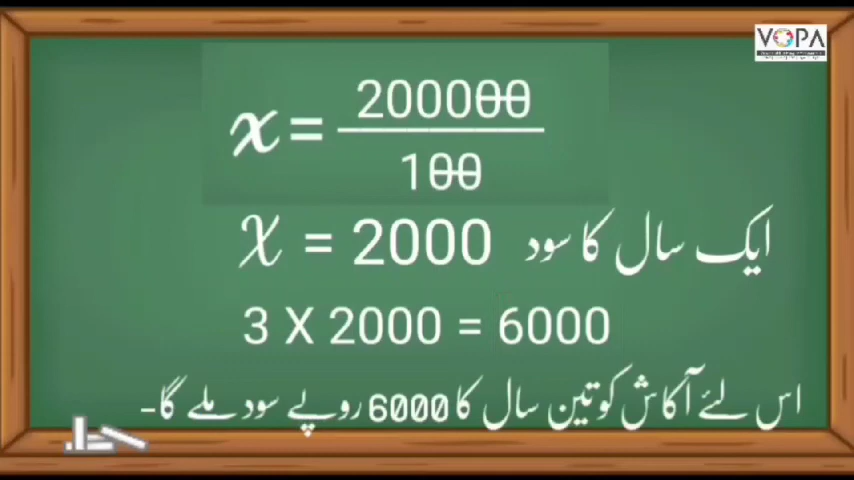 VOPA
x = 200000
100
x = 2000 ایک سال کا سود
3 X 2000 = 6000
اس لئے آکاش کو تین سال کا 6000 روپے سود ملے گا-